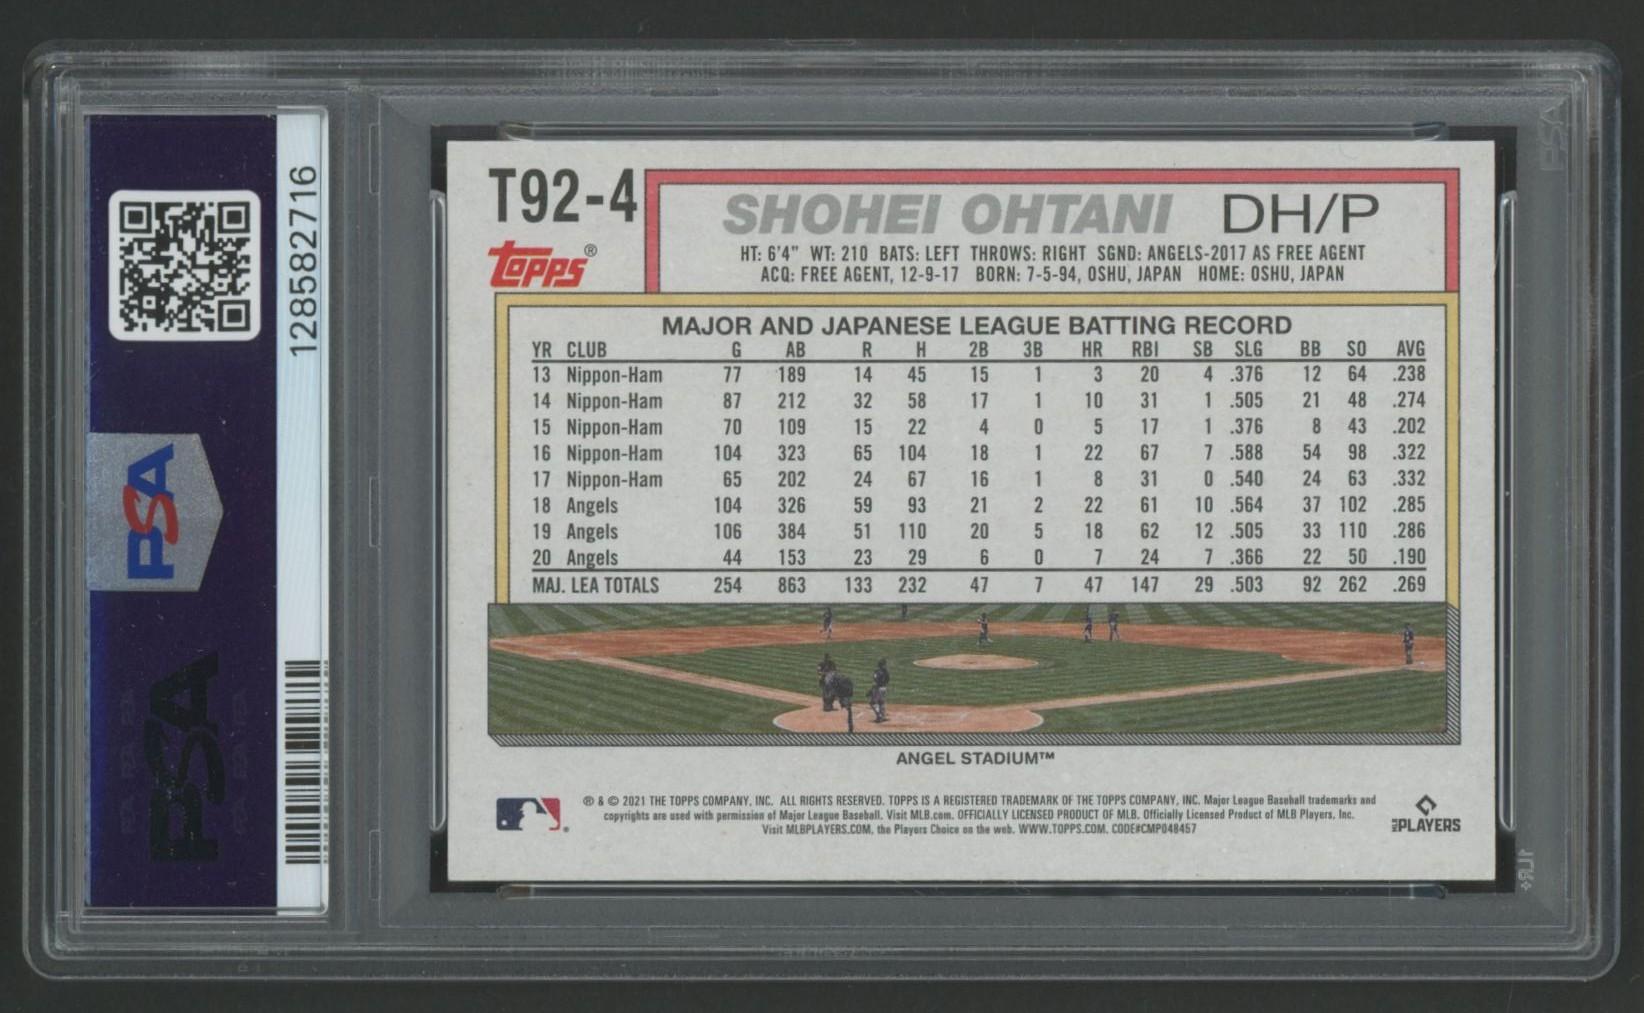 T92-4
Topps®
SHOHEI OHTANI DH/P
HT: 6'4" WT: 210 BATS: LEFT THROWS: RIGHT SGND: ANGELS-2017 AS FREE AGENT
ACQ: FREE AGENT, 12-9-17 BORN: 7-5-94, OSHU, JAPAN HOME: OSHU, JAPAN
MAJOR AND JAPANESE LEAGUE BATTING RECORD
YR CLUB G AB R H 2B 3B HR RBI SB SLG BB SO AVG
13 Nippon-Ham 77 189 14 45 15 1 3 20 4 .376 12 64 .238
14 Nippon-Ham 87 212 32 58 17 1 10 31 1 .505 21 48 .274
15 Nippon-Ham 70 109 15 22 4 0 5 17 1 .376 8 43 .202
16 Nippon-Ham 104 323 65 104 18 1 22 67 7 .588 54 98 .322
17 Nippon-Ham 65 202 24 67 16 1 8 31 0 .540 24 63 .332
18 Angels 104 326 59 93 21 2 22 61 10 .564 37 102 .285
19 Angels 106 384 51 110 20 5 18 62 12 .505 33 110 .286
20 Angels 44 153 23 29 6 0 7 24 7 .366 22 50 .190
MAJ. LEA TOTALS 254 863 133 232 47 7 47 147 29 .503 92 262 .269
ANGEL STADIUM™
® & © 2021 THE TOPPS COMPANY, INC. ALL RIGHTS RESERVED. TOPPS IS A REGISTERED TRADEMARK OF THE TOPPS COMPANY, INC. Major League Baseball trademarks and
copyrights are used with permission of Major League Baseball. Visit MLB.com. OFFICIALLY LICENSED PRODUCT OF MLB. Officially Licensed Product of MLB Players, Inc.
Visit MLBPLAYERS.COM, the Players Choice on the web. WWW.TOPPS.COM. CODE#CMP048457
MLB PLAYERS
128582716
PSA
PSA
PSA